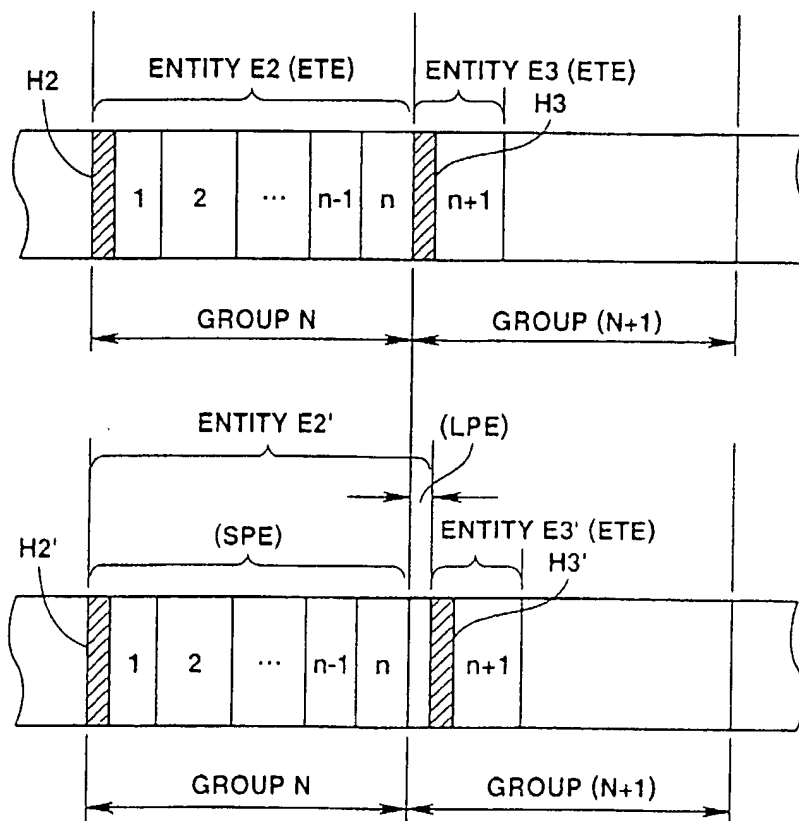 ENTITY E2 (ETE) ENTITY E3 (ETE)
H2 H3
1 2 ... n-1 n n+1
GROUP N GROUP (N+1)
ENTITY E2' (LPE)
(SPE) ENTITY E3' (ETE)
H2' H3'
1 2 ... n-1 n n+1
GROUP N GROUP (N+1)